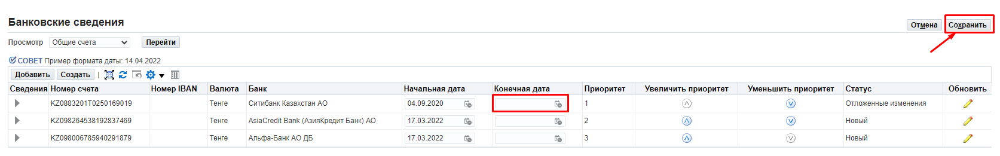 Банковские сведения
Отмена Сохранить
Просмотр Общие счета Перейти
СОВЕТ Пример формата даты: 14.04.2022
Добавить Создать
Сведения Номер счета Номер IBAN Валюта Банк Начальная дата Конечная дата Приоритет Увеличить приоритет Уменьшить приоритет Статус Обновить
KZ0883201T0250169019 Тенге Ситибанк Казахстан АО 04.09.2020 1 Отложенные изменения
KZ098264538192837469 Тенге AsiaCredit Bank (АзияКредит Банк) АО 17.03.2022 2 Новый
KZ098006785940291879 Тенге Альфа-Банк АО ДБ 17.03.2022 3 Новый